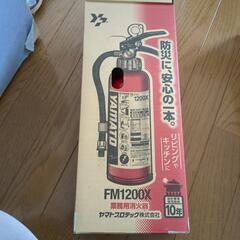 防災に、安心の一本。
リビングや
キッチンに
1200X
YAMATO
FM1200X
業務用消火器
ヤマトプロテック株式会社
10年